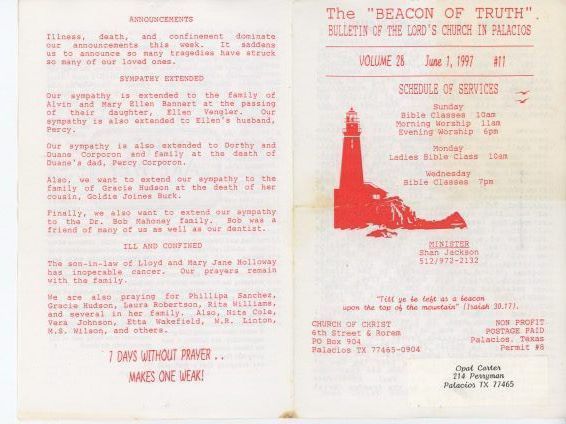 ANNOUNCEMENTS
Illness, death, and confinement dominate
our announcements this week. It saddens
us to announce so many tragedies have struck
so many of our loved ones.
SYMPATHY EXTENDED
Our sympathy is extended to the family of
Alvin and Mary Ellen Bannert at the passing
of their daughter, Ellen Vengler. Our
sympathy is also extended to Ellen's husband,
Percy.
Our sympathy is also extended to Dorthy and
Duane Corporon and family at the death of
Duane's dad, Percy Corporon.
Also, we want to extend our sympathy to the
family of Gracie Hudson at the death of her
cousin, Goldie Joines Burk.
Finally, we also want to extend our sympathy
to the Dr. Bob Mahoney family. Bob was a
friend of many of us as well as our dentist.
ILL AND CONFINED
The son-in-law of Lloyd and Mary Jane Holloway
has inoperable cancer. Our prayers remain
with the family.
We are also praying for Phillipa Sanchez,
Gracie Hudson, Laura Robertson, Rita Williams,
and several in her family. Also, Nita Cole,
Vera Johnson, Etta Wakefield, W.R. Linton,
M.S. Wilson, and others.
7 DAYS WITHOUT PRAYER . .
MAKES ONE WEAK!
The "BEACON OF TRUTH".
BULLETIN OF THE LORD'S CHURCH IN PALACIOS
VOLUME 28 June 1, 1997 #11
SCHEDULE OF SERVICES
Sunday
Bible Classes 10am
Morning Worship 11am
Evening Worship 6pm
Monday
Ladies Bible Class 10am
Wednesday
Bible Classes 7pm
MINISTER
Shan Jackson
512/972-2132
"Till ye be left as a beacon
upon the top of the mountain" (Isaiah 30.17).
CHURCH OF CHRIST
6th Street & Rorem
PO Box 904
Palacios TX 77465-0904
NON PROFIT
POSTAGE PAID
Palacios, Texas
Permit #8
Opal Carter
214 Perryman
Palacios TX 77465